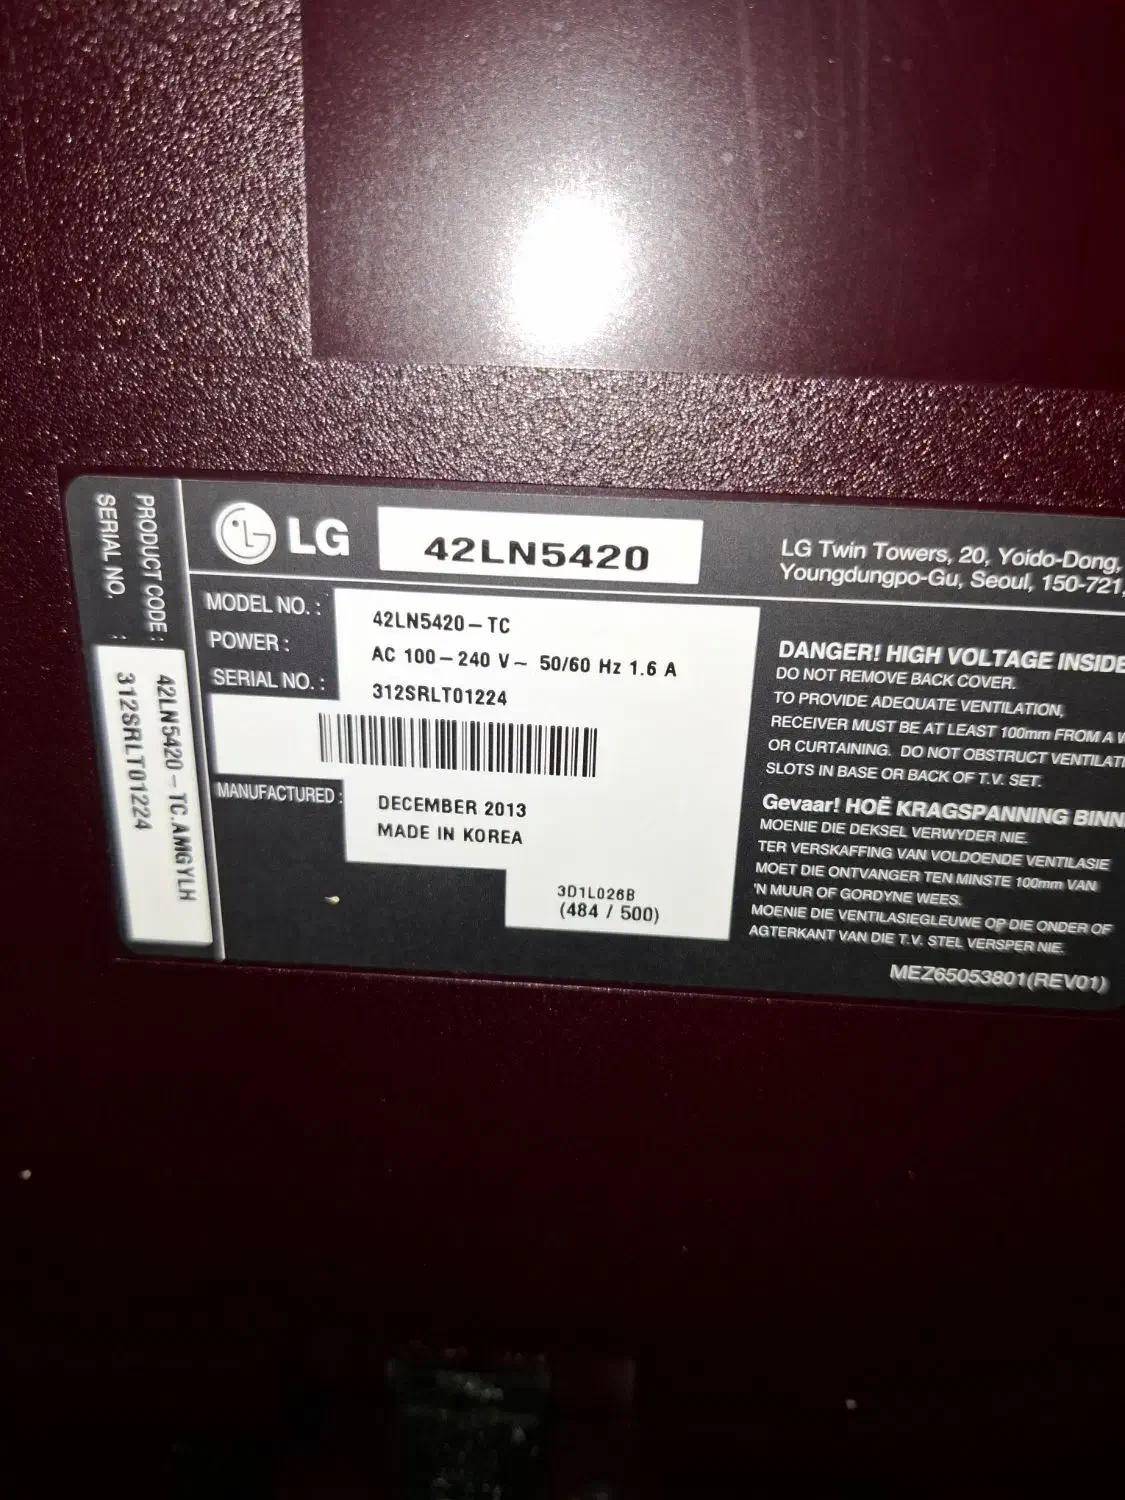 PRODUCT CODE :
SERIAL NO. :
42LN5420-TC.AMGYLH
312SRLT01224
LG
42LN5420
LG Twin Towers, 20, Yoido-Dong,
Youngdungpo-Gu, Seoul, 150-721,
MODEL NO. : 42LN5420-TC
POWER : AC 100-240 V~ 50/60 Hz 1.6 A
SERIAL NO. : 312SRLT01224
MANUFACTURED : DECEMBER 2013
MADE IN KOREA
3D1L026B
(484 / 500)
DANGER! HIGH VOLTAGE INSIDE
DO NOT REMOVE BACK COVER.
TO PROVIDE ADEQUATE VENTILATION,
RECEIVER MUST BE AT LEAST 100mm FROM A
OR CURTAINING. DO NOT OBSTRUCT
SLOTS IN BASE OR BACK OF T.V. SET.
Gevaar! HOË KRAGSPANNING
MOENIE DIE DEKSEL VERWYDER NIE.
TER VERSKAFFING VAN VOLDOENDE VENTILASIE
MOET DIE ONTVANGER TEN MINSTE 100mm VAN
'N MUUR OF GORDYNE WEES.
MOENIE DIE VENTILASIEGLEUWE OP DIE ONDER OF
AGTERKANT VAN DIE T.V. STEL VERSPER NIE.
MEZ65053801(REV01)